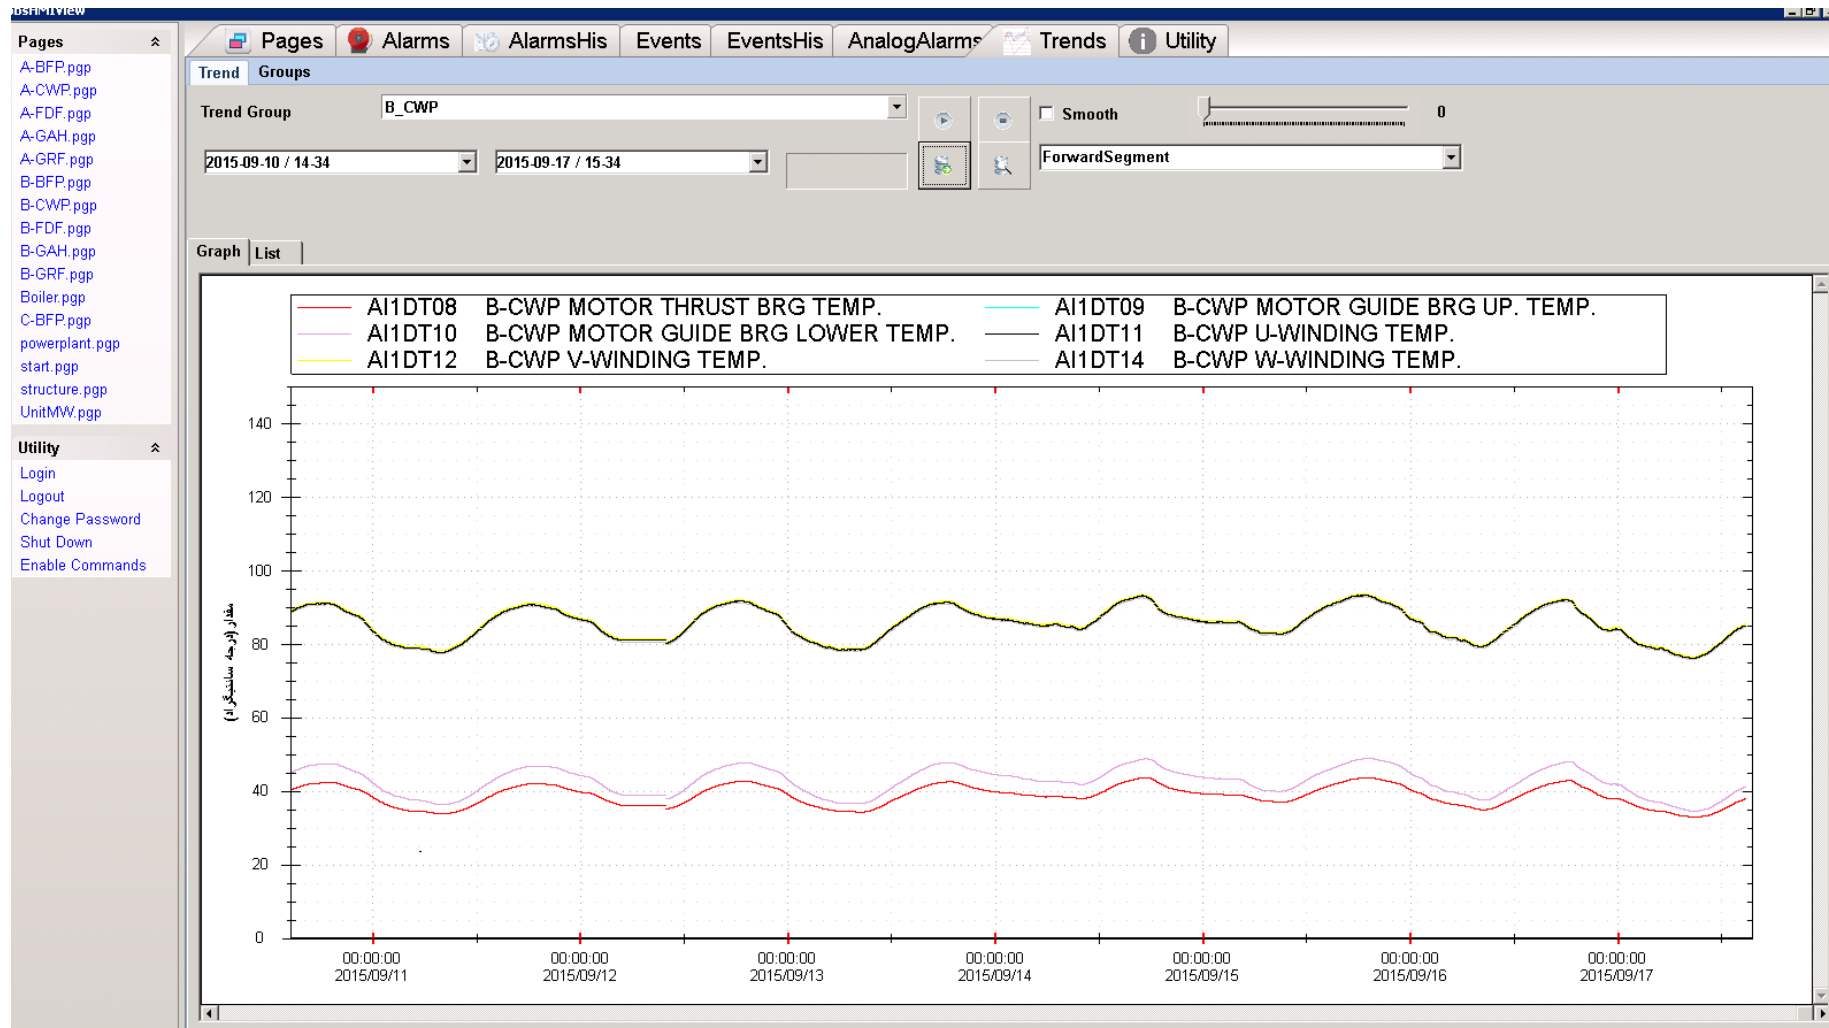 Pages
A-BFP.pgp
A-CWP.pgp
A-FDF.pgp
A-GAH.pgp
A-GRF.pgp
B-BFP.pgp
B-CWP.pgp
B-FDF.pgp
B-GAH.pgp
B-GRF.pgp
Boiler.pgp
C-BFP.pgp
powerplant.pgp
start.pgp
structure.pgp
UnitMW.pgp
Utility
Login
Logout
Change Password
Shut Down
Enable Commands
Pages Alarms AlarmsHis Events EventsHis AnalogAlarms Trends Utility
Trend Groups
Trend Group B_CWP Smooth 0
2015-09-10 / 14-34 2015-09-17 / 15-34 ForwardSegment
Graph List
AI1DT08 B-CWP MOTOR THRUST BRG TEMP. AI1DT09 B-CWP MOTOR GUIDE BRG UP. TEMP.
AI1DT10 B-CWP MOTOR GUIDE BRG LOWER TEMP. AI1DT11 B-CWP U-WINDING TEMP.
AI1DT12 B-CWP V-WINDING TEMP. AI1DT14 B-CWP W-WINDING TEMP.
مقدار (درجه سانتیگراد)
140
120
100
80
60
40
20
0
00:00:00 00:00:00 00:00:00 00:00:00 00:00:00 00:00:00 00:00:00
2015/09/11 2015/09/12 2015/09/13 2015/09/14 2015/09/15 2015/09/16 2015/09/17